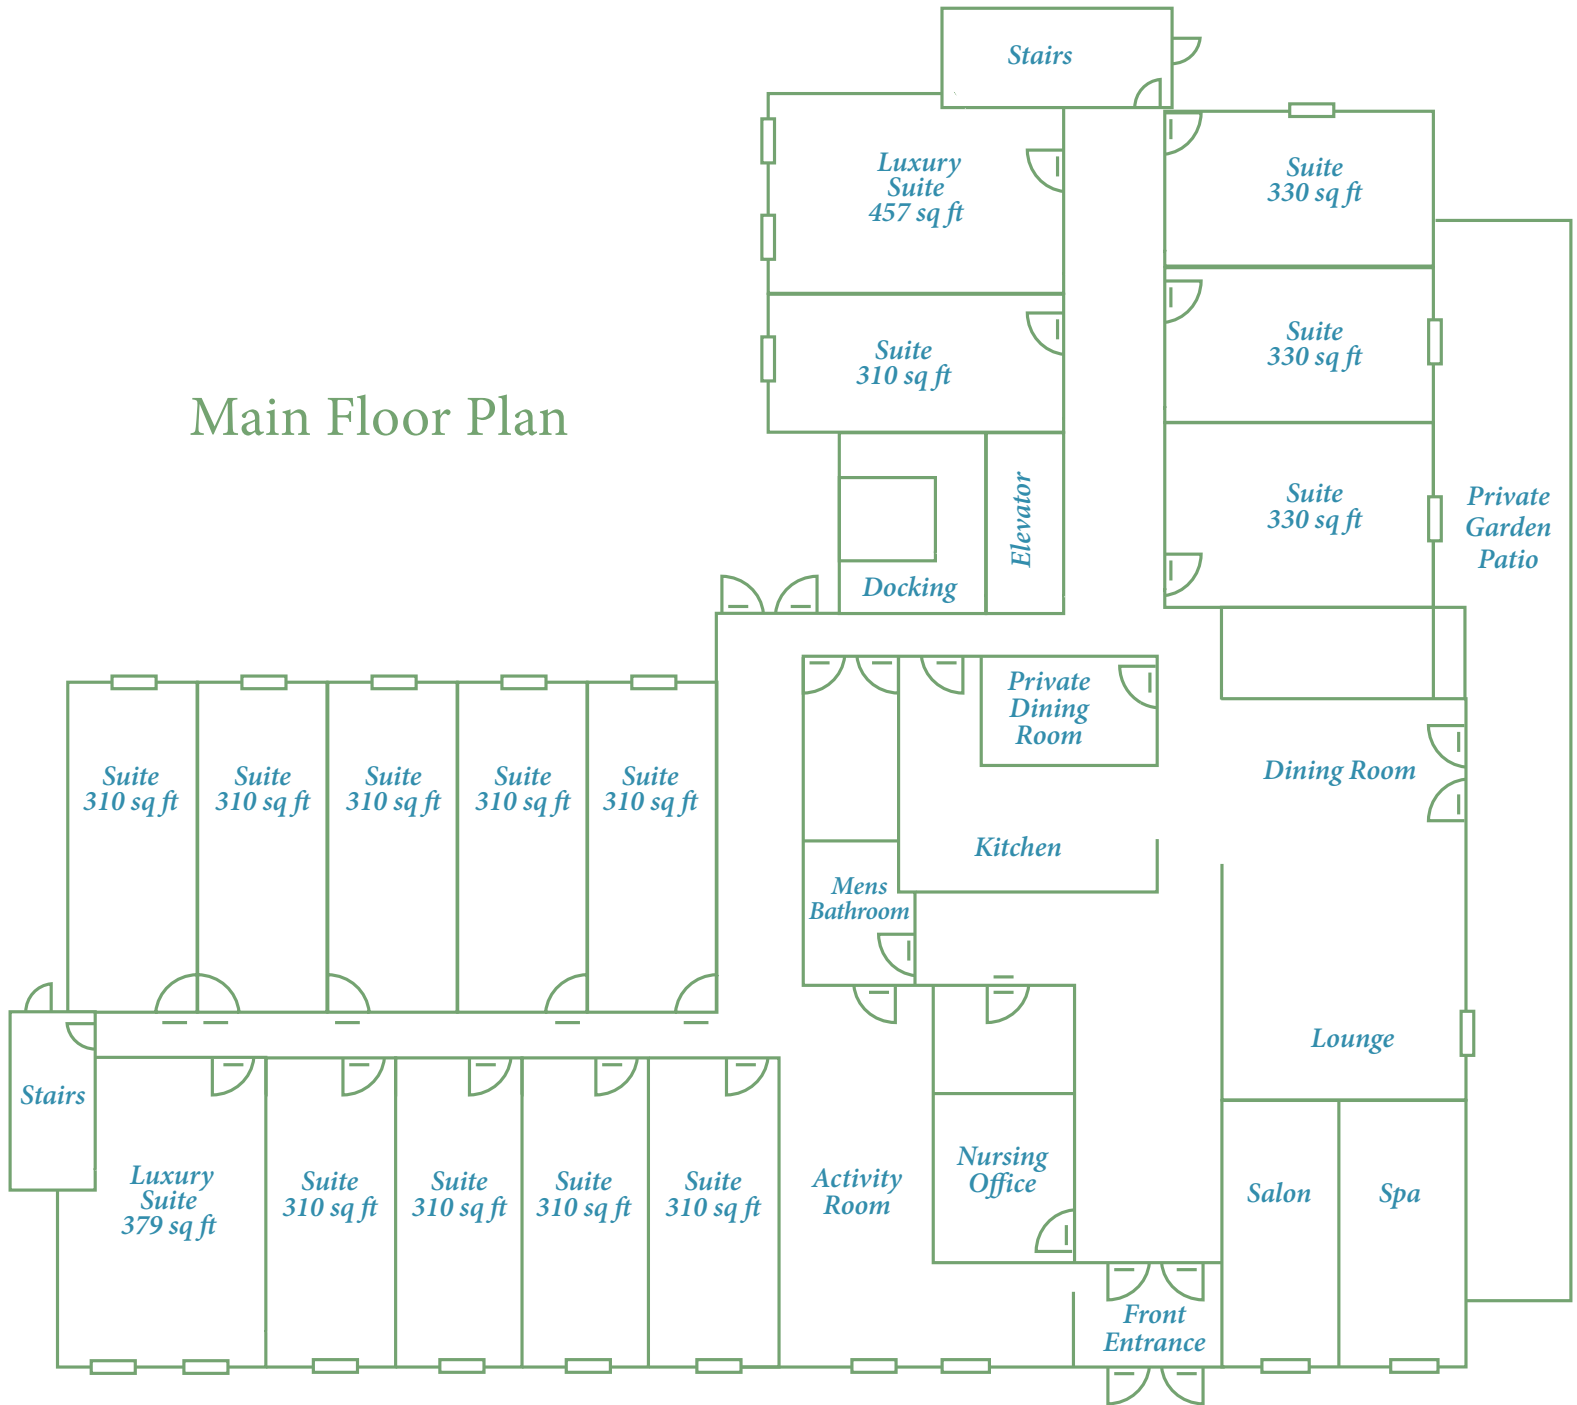 Stairs
Luxury
Suite
457 sq ft
Suite
330 sq ft
Suite
310 sq ft
Suite
330 sq ft
Main Floor Plan
Elevator
Docking
Suite
330 sq ft
Private
Garden
Patio
Private
Dining
Room
Dining Room
Suite
310 sq ft
Suite
310 sq ft
Suite
310 sq ft
Suite
310 sq ft
Suite
310 sq ft
Kitchen
Mens
Bathroom
Lounge
Stairs
Luxury
Suite
379 sq ft
Suite
310 sq ft
Suite
310 sq ft
Suite
310 sq ft
Suite
310 sq ft
Activity
Room
Nursing
Office
Salon
Spa
Front
Entrance